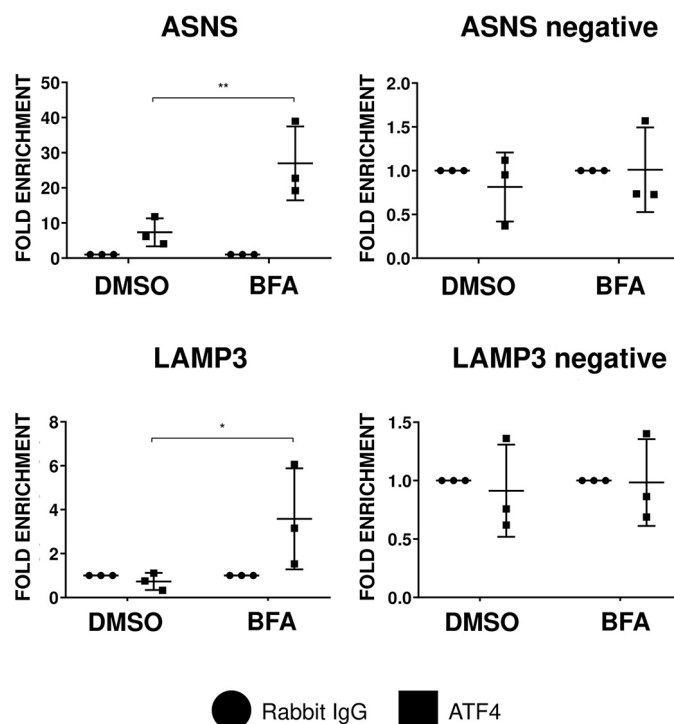 ASNS
FOLD ENRICHMENT
50
40
30
20
10
0
**
DMSO BFA
ASNS negative
FOLD ENRICHMENT
2.0
1.5
1.0
0.5
0.0
DMSO BFA
LAMP3
FOLD ENRICHMENT
8
6
4
2
0
*
DMSO BFA
LAMP3 negative
FOLD ENRICHMENT
1.5
1.0
0.5
0.0
DMSO BFA
Rabbit IgG ATF4